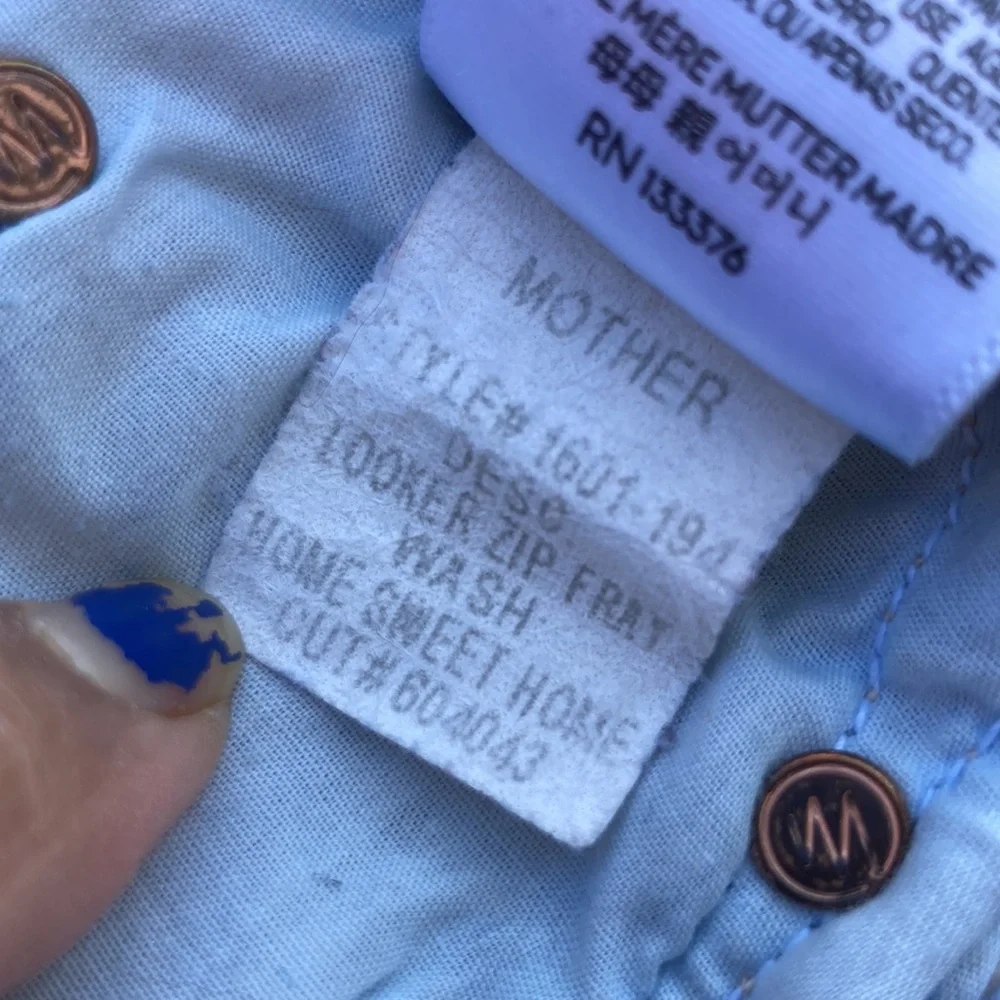 USE
ERRO QUENTE
OU APENAS SECO.
MÈRE MUTTER MADRE
母母親 어머니
RN 133376
MOTHER
STYLE# 1601-194
DESC
LOOKER ZIP FRAY
WASH
HOME SWEET HOME
CUT# 604043
M
M